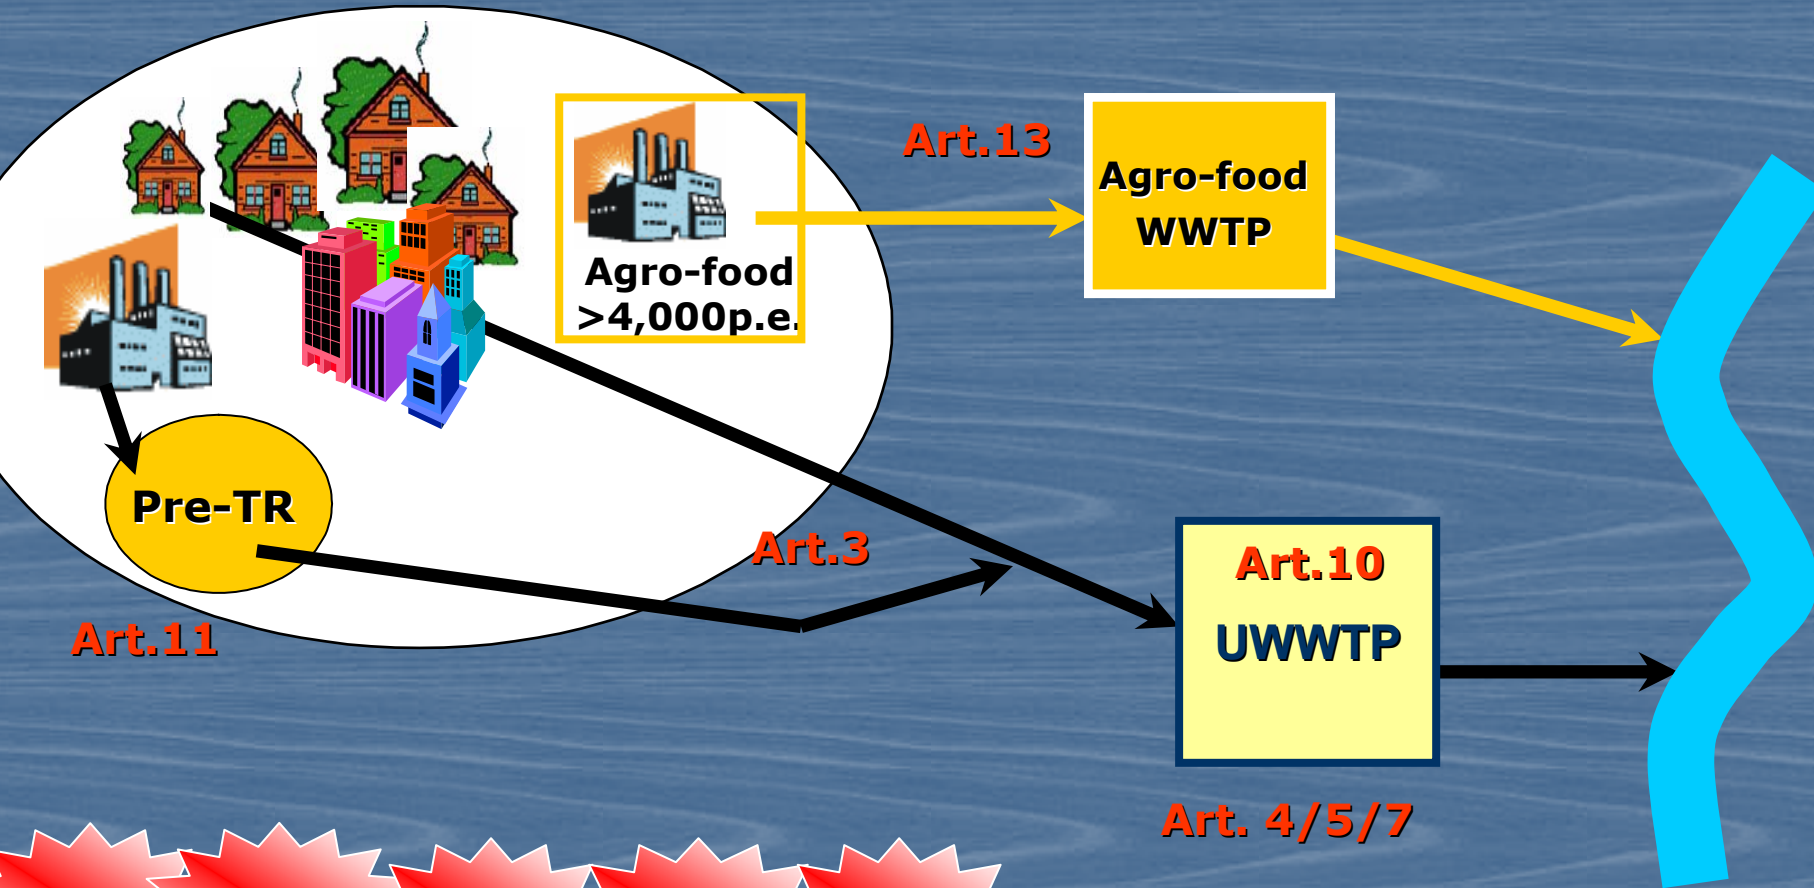 Art.13
Agro-food
WWTP
Agro-food
>4,000p.e.
Pre-TR
Art.3
Art.10
UWWTP
Art.11
Art. 4/5/7